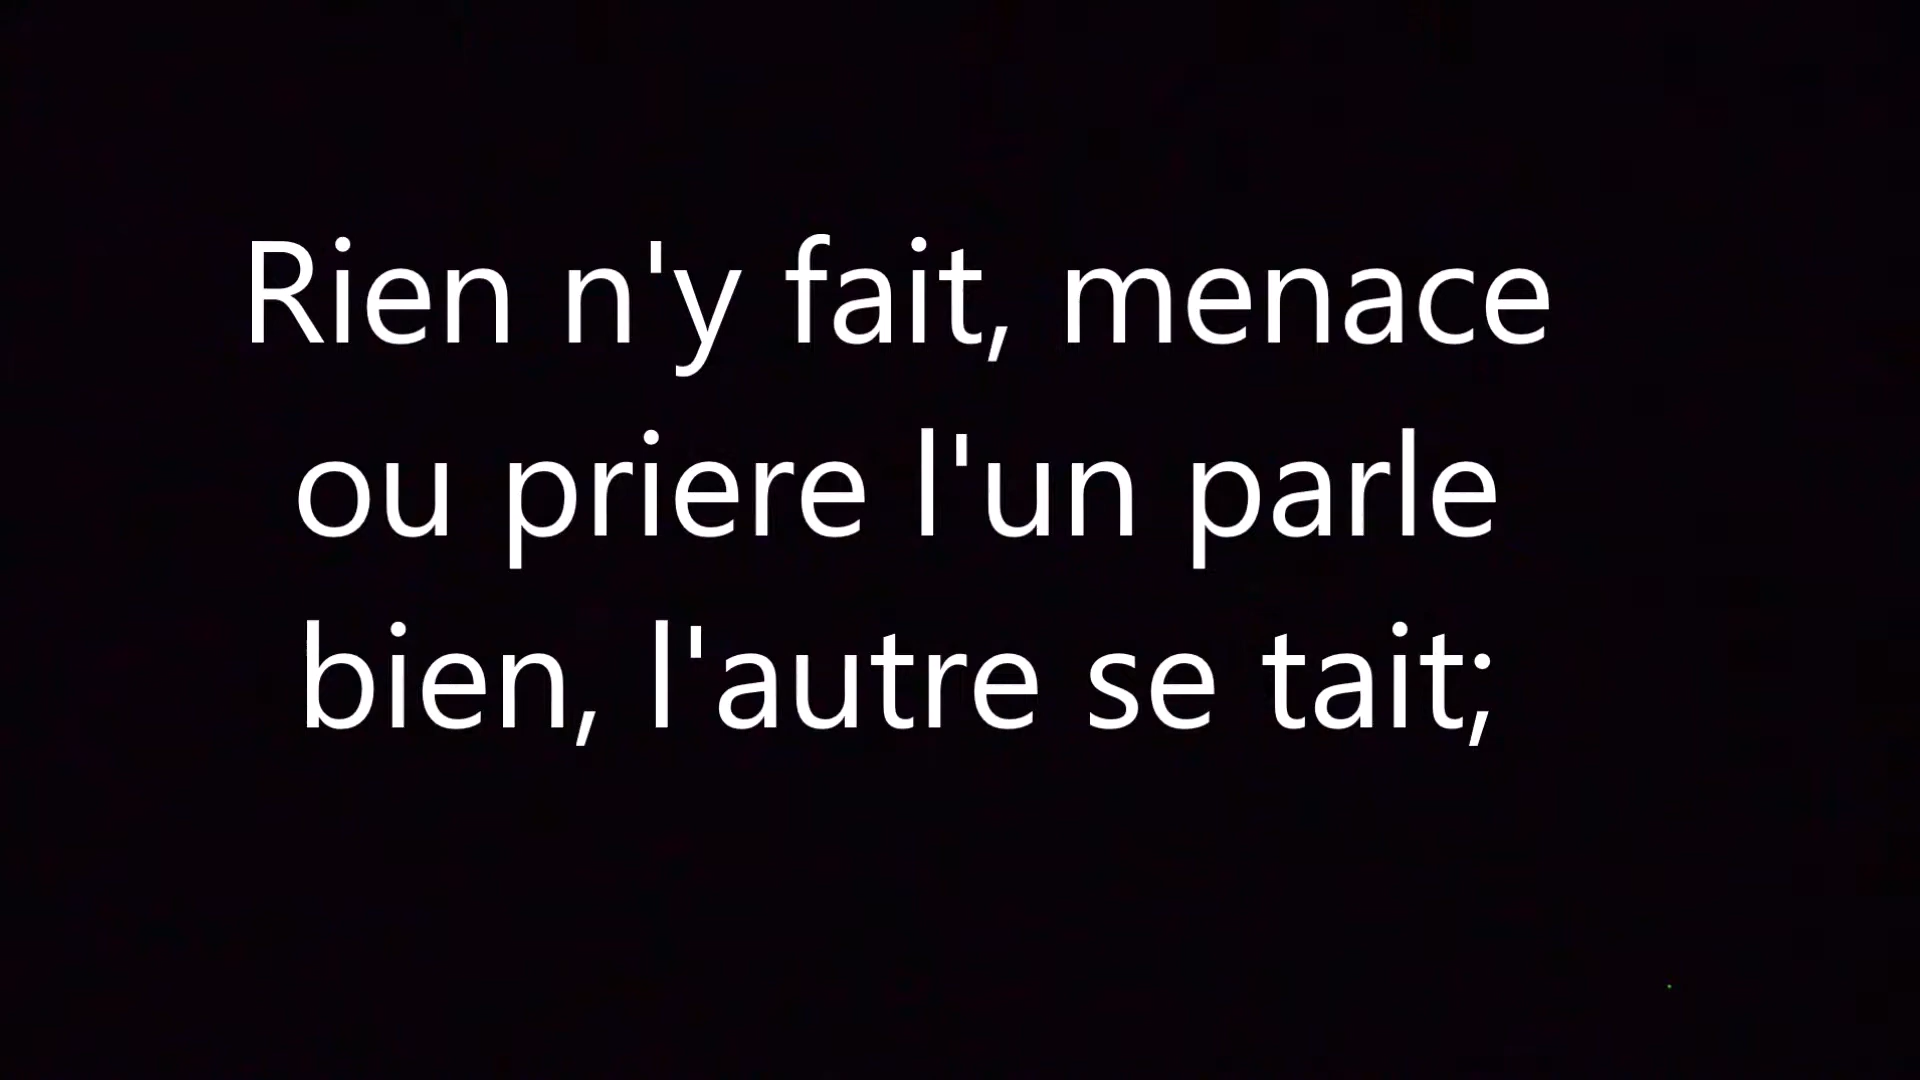 Rien n'y fait, menace
ou priere l'un parle
bien, l'autre se tait;